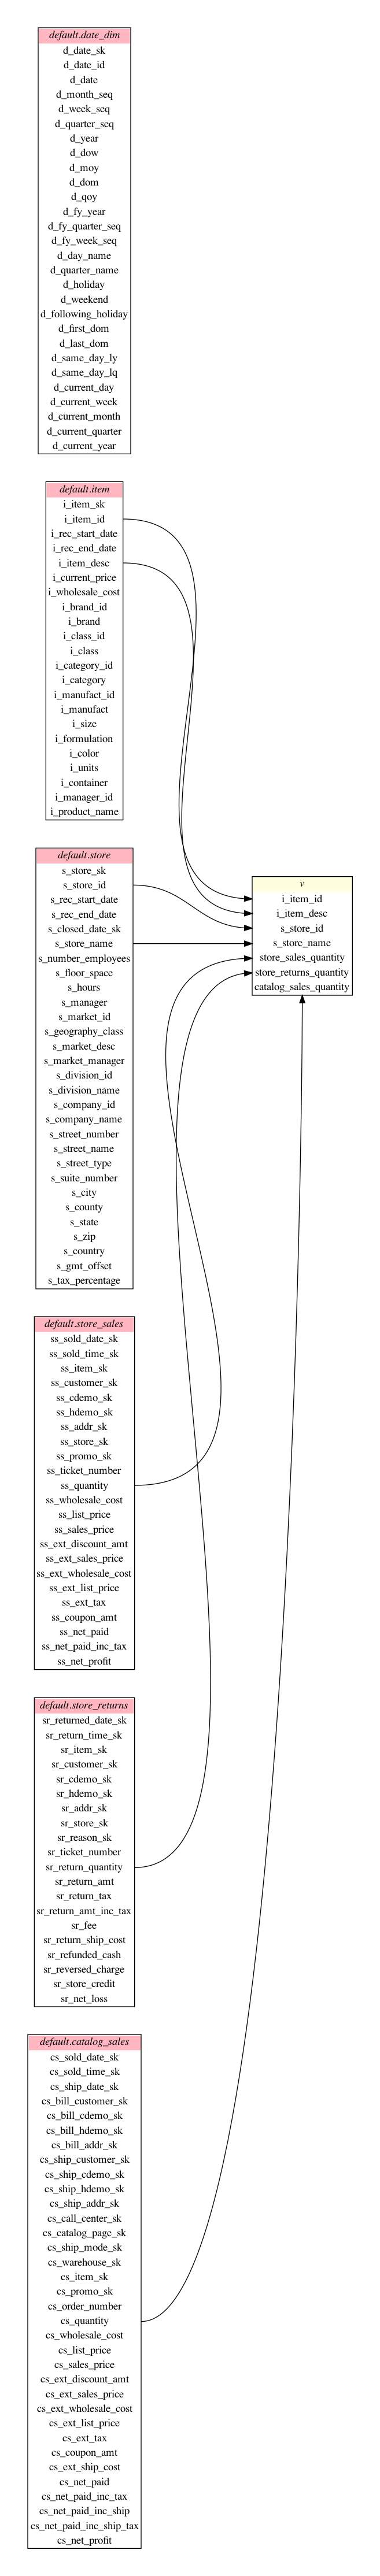 default.date_dim
d_date_sk
d_date_id
d_date
d_month_seq
d_week_seq
d_quarter_seq
d_year
d_dow
d_moy
d_dom
d_qoy
d_fy_year
d_fy_quarter_seq
d_fy_week_seq
d_day_name
d_quarter_name
d_holiday
d_weekend
d_following_holiday
d_first_dom
d_last_dom
d_same_day_ly
d_same_day_lq
d_current_day
d_current_week
d_current_month
d_current_quarter
d_current_year
default.item
i_item_sk
i_item_id
i_rec_start_date
i_rec_end_date
i_item_desc
i_current_price
i_wholesale_cost
i_brand_id
i_brand
i_class_id
i_class
i_category_id
i_category
i_manufact_id
i_manufact
i_size
i_formulation
i_color
i_units
i_container
i_manager_id
i_product_name
default.store
s_store_sk
s_store_id
s_rec_start_date
s_rec_end_date
s_closed_date_sk
s_store_name
s_number_employees
s_floor_space
s_hours
s_manager
s_market_id
s_geography_class
s_market_desc
s_market_manager
s_division_id
s_division_name
s_company_id
s_company_name
s_street_number
s_street_name
s_street_type
s_suite_number
s_city
s_county
s_state
s_zip
s_country
s_gmt_offset
s_tax_percentage
v
i_item_id
i_item_desc
s_store_id
s_store_name
store_sales_quantity
store_returns_quantity
catalog_sales_quantity
default.store_sales
ss_sold_date_sk
ss_sold_time_sk
ss_item_sk
ss_customer_sk
ss_cdemo_sk
ss_hdemo_sk
ss_addr_sk
ss_store_sk
ss_promo_sk
ss_ticket_number
ss_quantity
ss_wholesale_cost
ss_list_price
ss_sales_price
ss_ext_discount_amt
ss_ext_sales_price
ss_ext_wholesale_cost
ss_ext_list_price
ss_ext_tax
ss_coupon_amt
ss_net_paid
ss_net_paid_inc_tax
ss_net_profit
default.store_returns
sr_returned_date_sk
sr_return_time_sk
sr_item_sk
sr_customer_sk
sr_cdemo_sk
sr_hdemo_sk
sr_addr_sk
sr_store_sk
sr_reason_sk
sr_ticket_number
sr_return_quantity
sr_return_amt
sr_return_tax
sr_return_amt_inc_tax
sr_fee
sr_return_ship_cost
sr_refunded_cash
sr_reversed_charge
sr_store_credit
sr_net_loss
default.catalog_sales
cs_sold_date_sk
cs_sold_time_sk
cs_ship_date_sk
cs_bill_customer_sk
cs_bill_cdemo_sk
cs_bill_hdemo_sk
cs_bill_addr_sk
cs_ship_customer_sk
cs_ship_cdemo_sk
cs_ship_hdemo_sk
cs_ship_addr_sk
cs_call_center_sk
cs_catalog_page_sk
cs_ship_mode_sk
cs_warehouse_sk
cs_item_sk
cs_promo_sk
cs_order_number
cs_quantity
cs_wholesale_cost
cs_list_price
cs_sales_price
cs_ext_discount_amt
cs_ext_sales_price
cs_ext_wholesale_cost
cs_ext_list_price
cs_ext_tax
cs_coupon_amt
cs_ext_ship_cost
cs_net_paid
cs_net_paid_inc_tax
cs_net_paid_inc_ship
cs_net_paid_inc_ship_tax
cs_net_profit